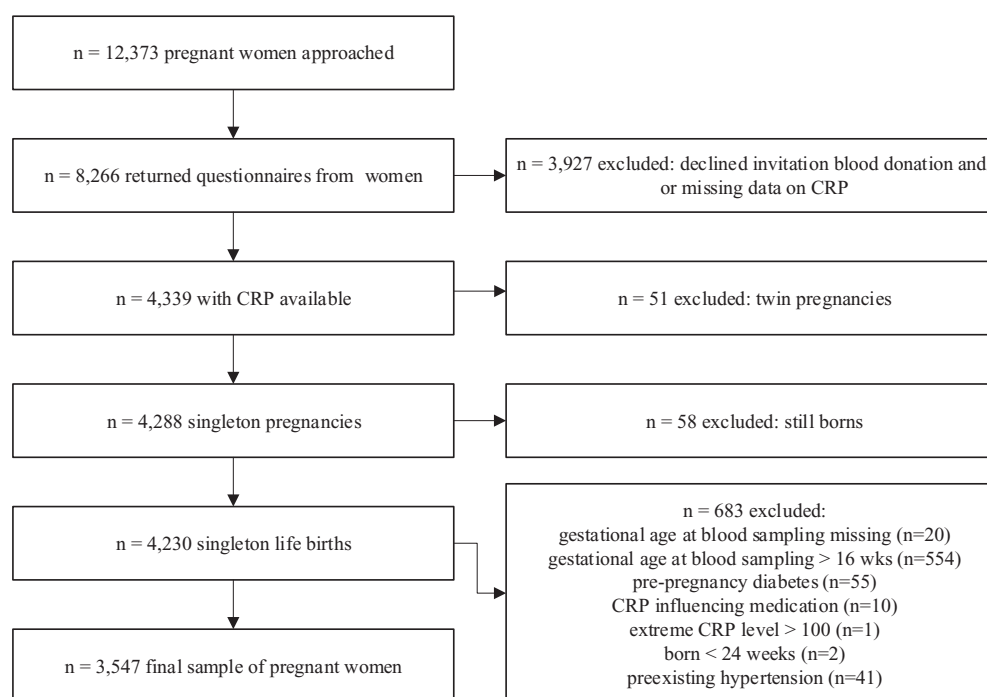 n = 12,373 pregnant women approached
n = 8,266 returned questionnaires from women
n = 3,927 excluded: declined invitation blood donation and
or missing data on CRP
n = 4,339 with CRP available
n = 51 excluded: twin pregnancies
n = 4,288 singleton pregnancies
n = 58 excluded: still borns
n = 4,230 singleton life births
n = 683 excluded:
gestational age at blood sampling missing (n=20)
gestational age at blood sampling > 16 wks (n=554)
pre-pregnancy diabetes (n=55)
CRP influencing medication (n=10)
extreme CRP level > 100 (n=1)
born < 24 weeks (n=2)
preexisting hypertension (n=41)
n = 3,547 final sample of pregnant women